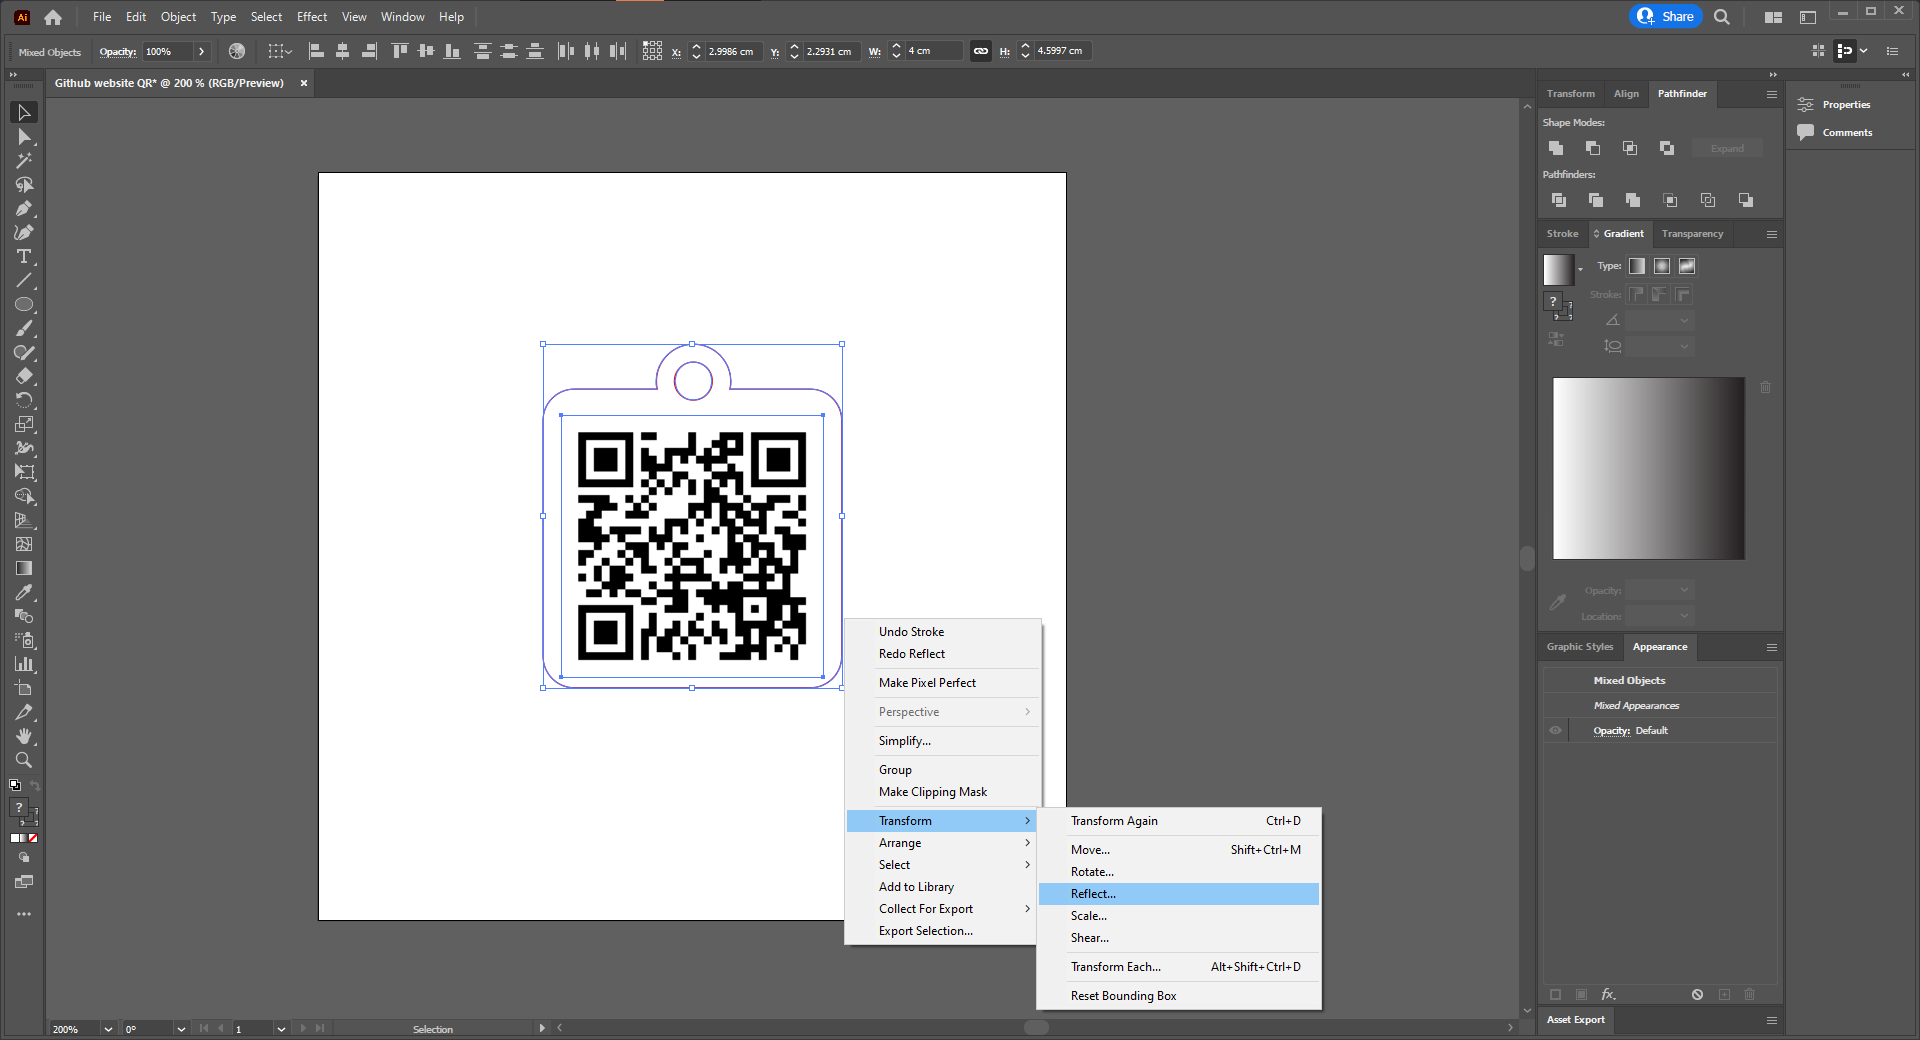 Ai File Edit Object Type Select Effect View Window Help Share
Mixed Objects Opacity: 100% X: 2.9986 cm Y: 2.2931 cm W: 4 cm H: 4.5997 cm
Github website QR* @ 200 % (RGB/Preview) ×
Transform Align Pathfinder
Shape Modes:
Expand
Pathfinders:
Properties
Comments
Stroke Gradient Transparency
Type:
Stroke:
Opacity:
Location:
Graphic Styles Appearance
Mixed Objects
Mixed Appearances
Opacity: Default
fx.
Asset Export
Undo Stroke
Redo Reflect
Make Pixel Perfect
Perspective
Simplify...
Group
Make Clipping Mask
Transform
Arrange
Select
Add to Library
Collect For Export
Export Selection...
Transform Again Ctrl+D
Move... Shift+Ctrl+M
Rotate...
Reflect...
Scale...
Shear...
Transform Each... Alt+Shift+Ctrl+D
Reset Bounding Box
200% 0° 1 Selection